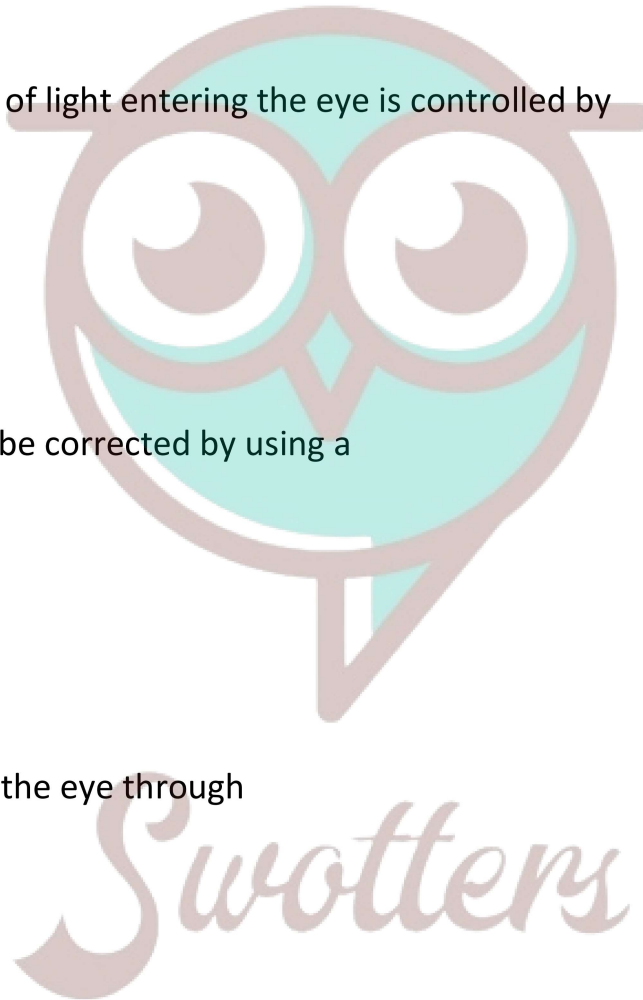 of light entering the eye is controlled by
be corrected by using a
the eye through
Swotters